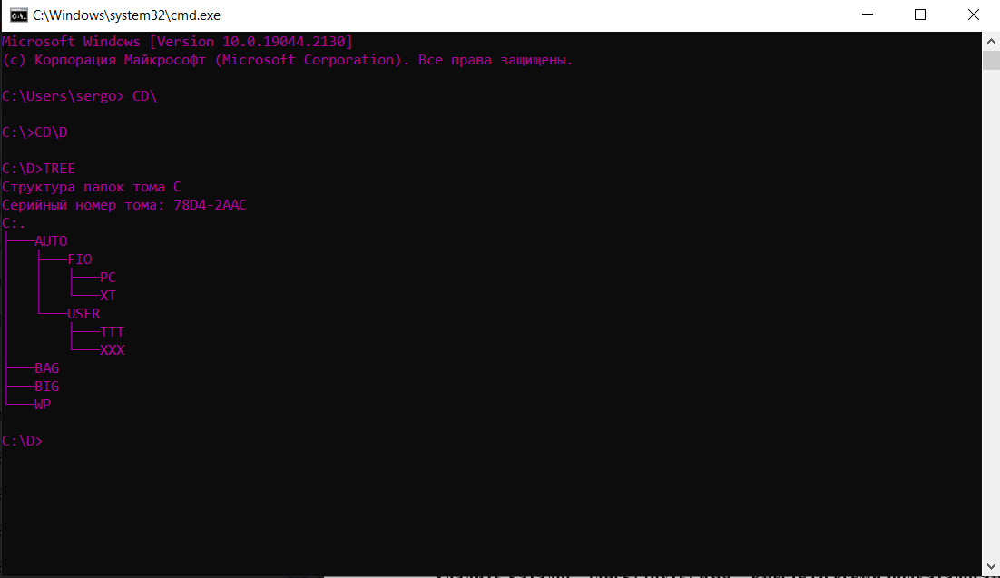 C:\Windows\system32\cmd.exe
Microsoft Windows [Version 10.0.19044.2130]
(c) Корпорация Майкрософт (Microsoft Corporation). Все права защищены.
C:\Users\sergo> CD\
C:\>CD\D
C:\D>TREE
Структура папок тома C
Серийный номер тома: 78D4-2AAC
C:.
├───AUTO
│   ├───FIO
│   │   ├───PC
│   │   └───XT
│   └───USER
│       ├───TTT
│       └───XXX
├───BAG
├───BIG
└───WP
C:\D>